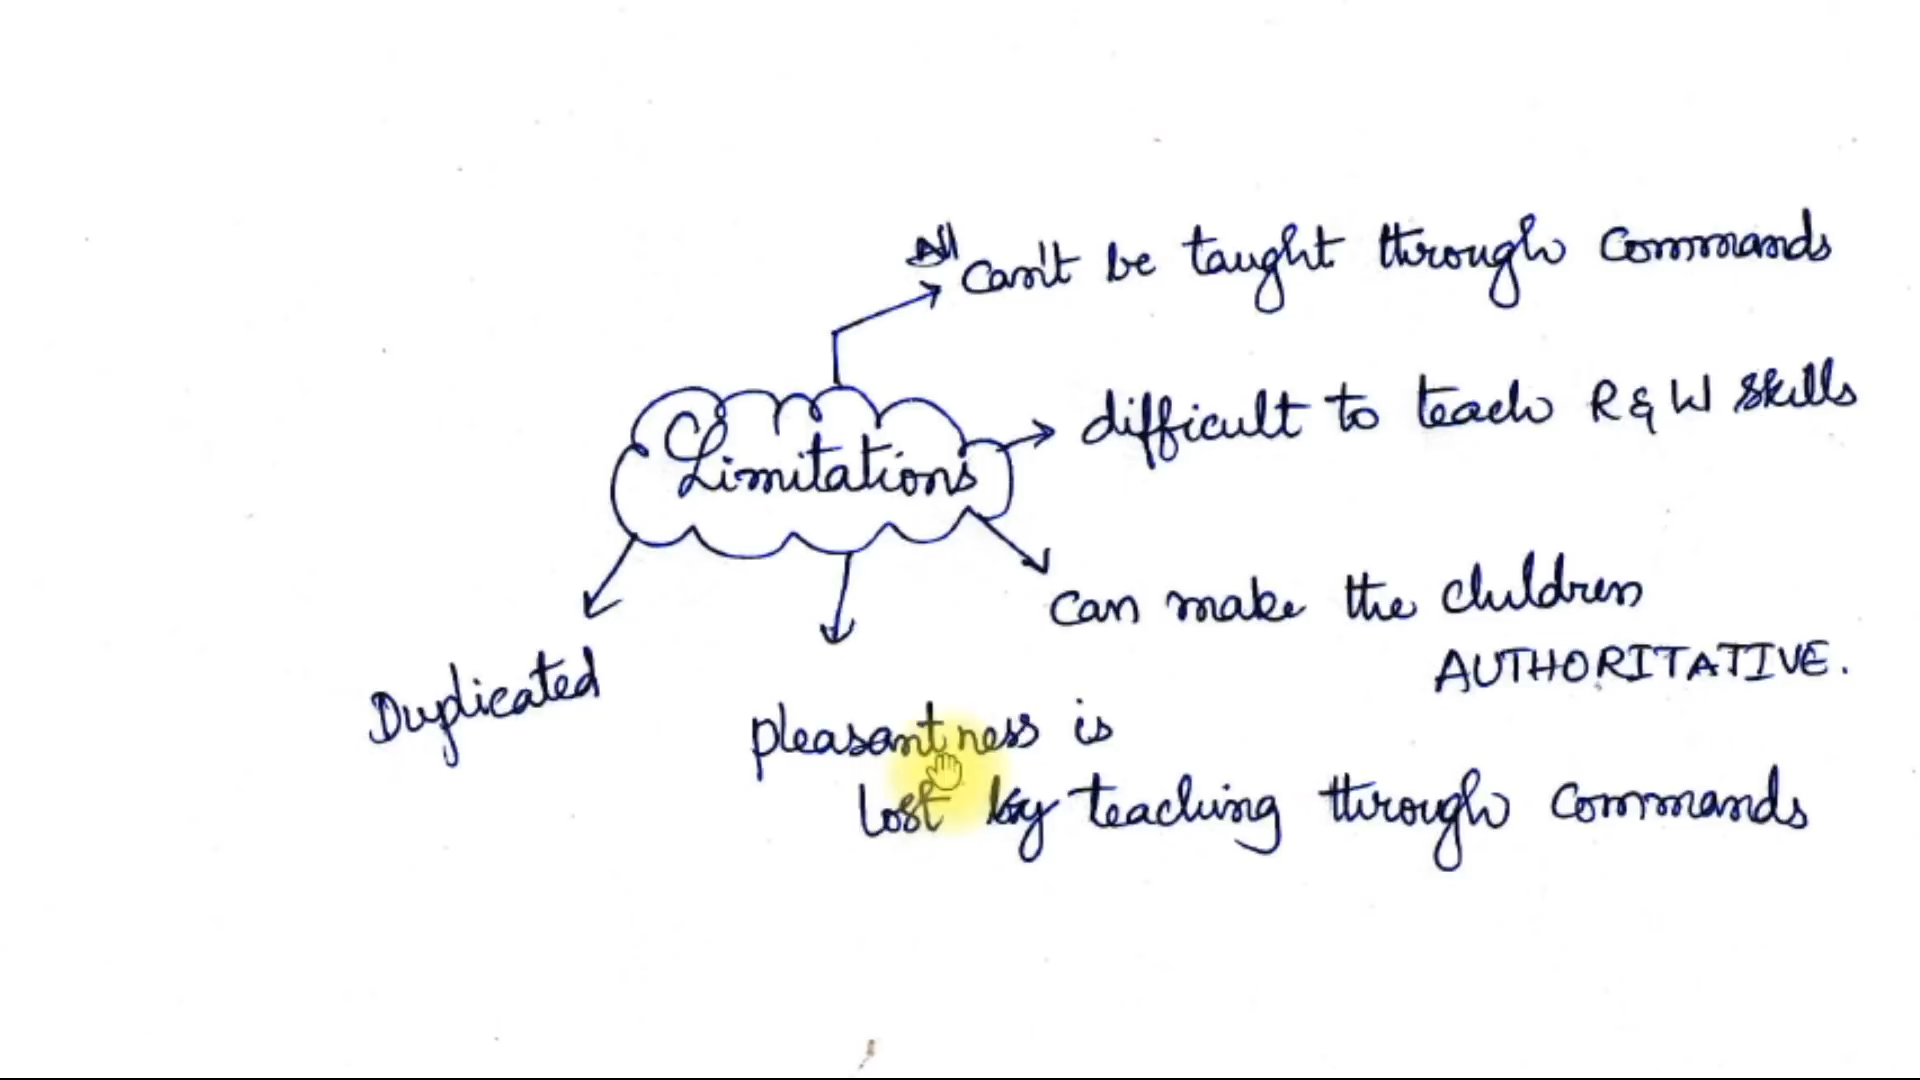 All can't be taught through commands
difficult to teach R & W skills
Limitations
can make the children
AUTHORITATIVE.
Duplicated
pleasantness is
lost by teaching through commands